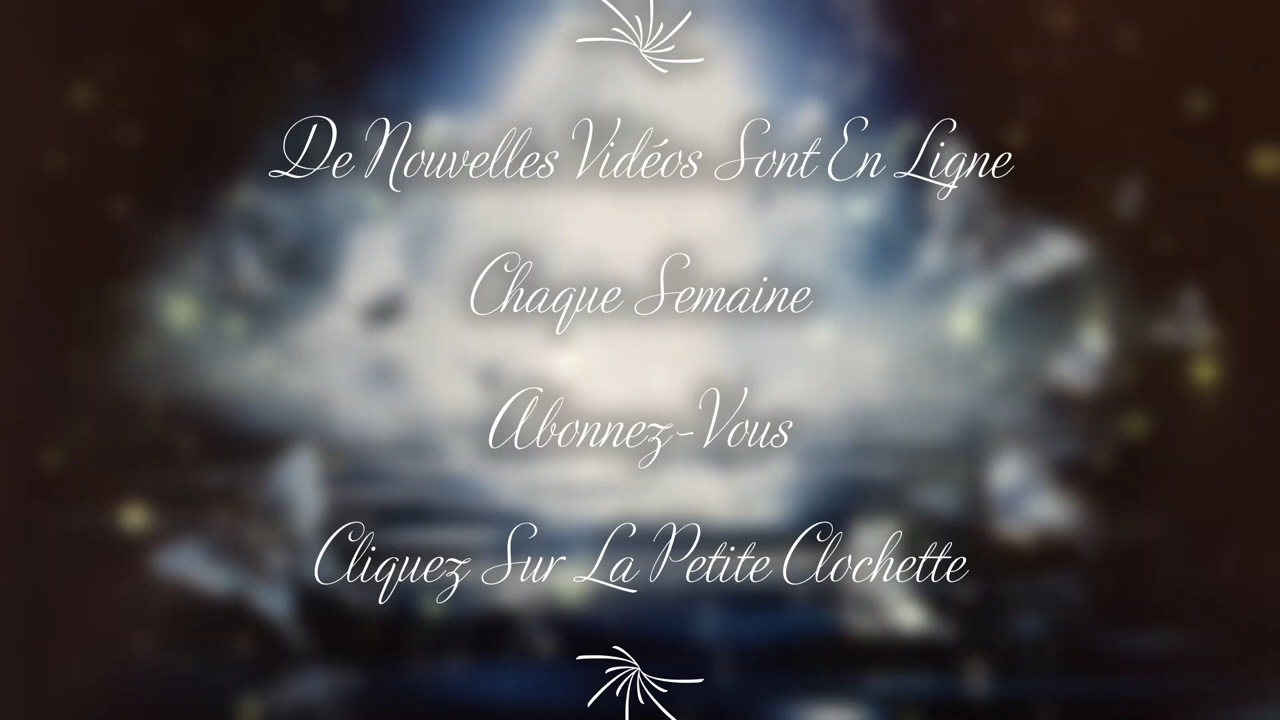 De Nouvelles Vidéos Sont En Ligne
Chaque Semaine
Abonnez-Vous
Cliquez Sur La Petite Clochette